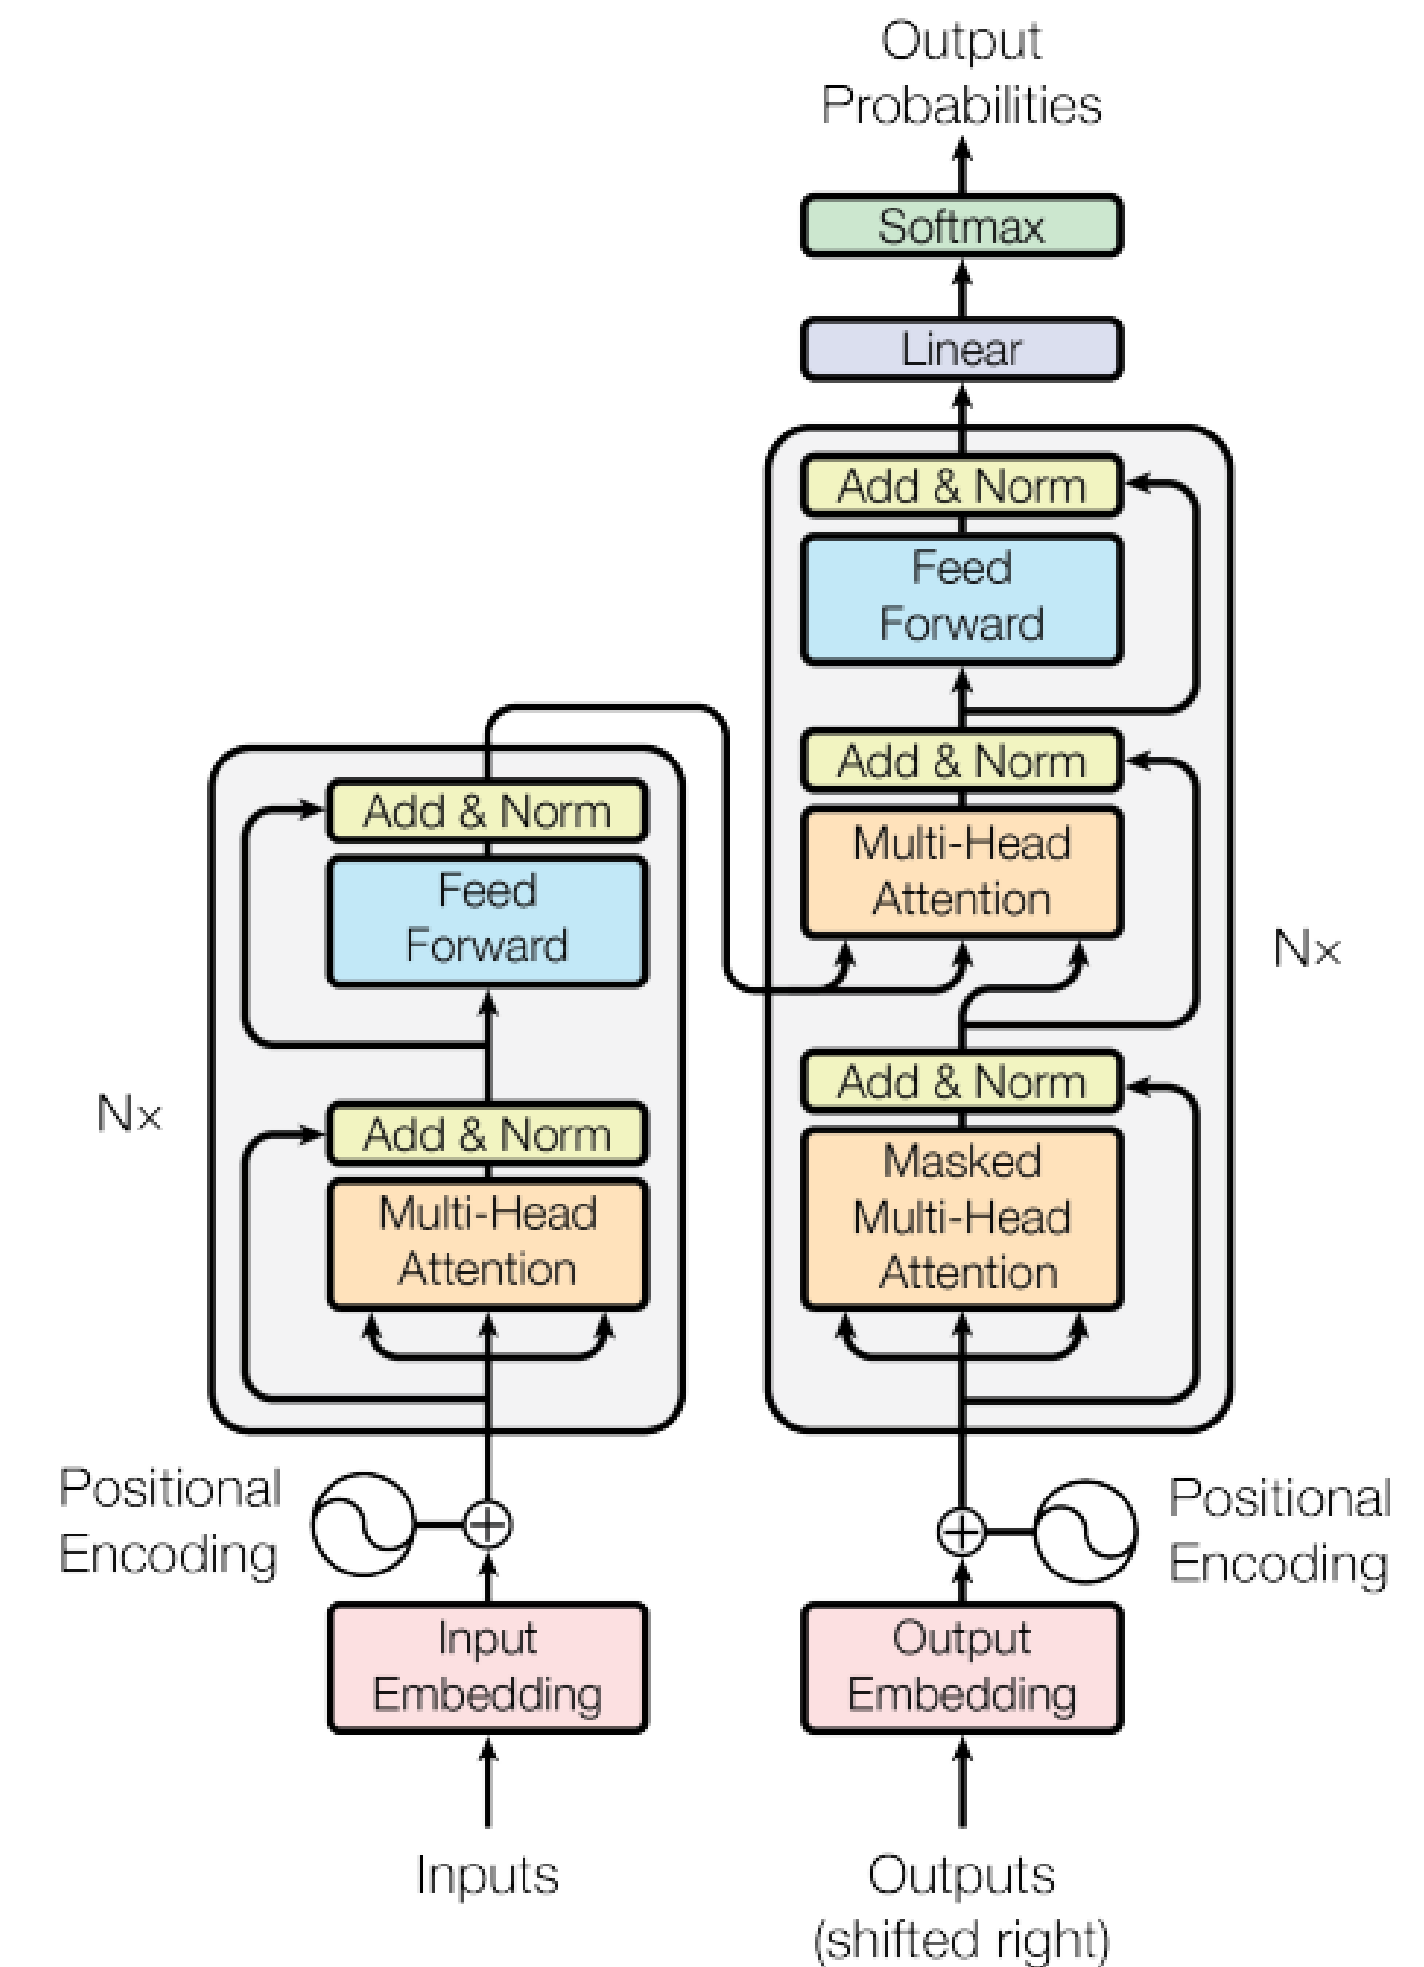 Output
Probabilities
Softmax
Linear
Add & Norm
Feed
Forward
Add & Norm
Multi-Head
Attention
Nx
Add & Norm
Masked
Multi-Head
Attention
Add & Norm
Feed
Forward
Nx
Add & Norm
Multi-Head
Attention
Positional
Encoding
Positional
Encoding
Input
Embedding
Output
Embedding
Inputs
Outputs
(shifted right)